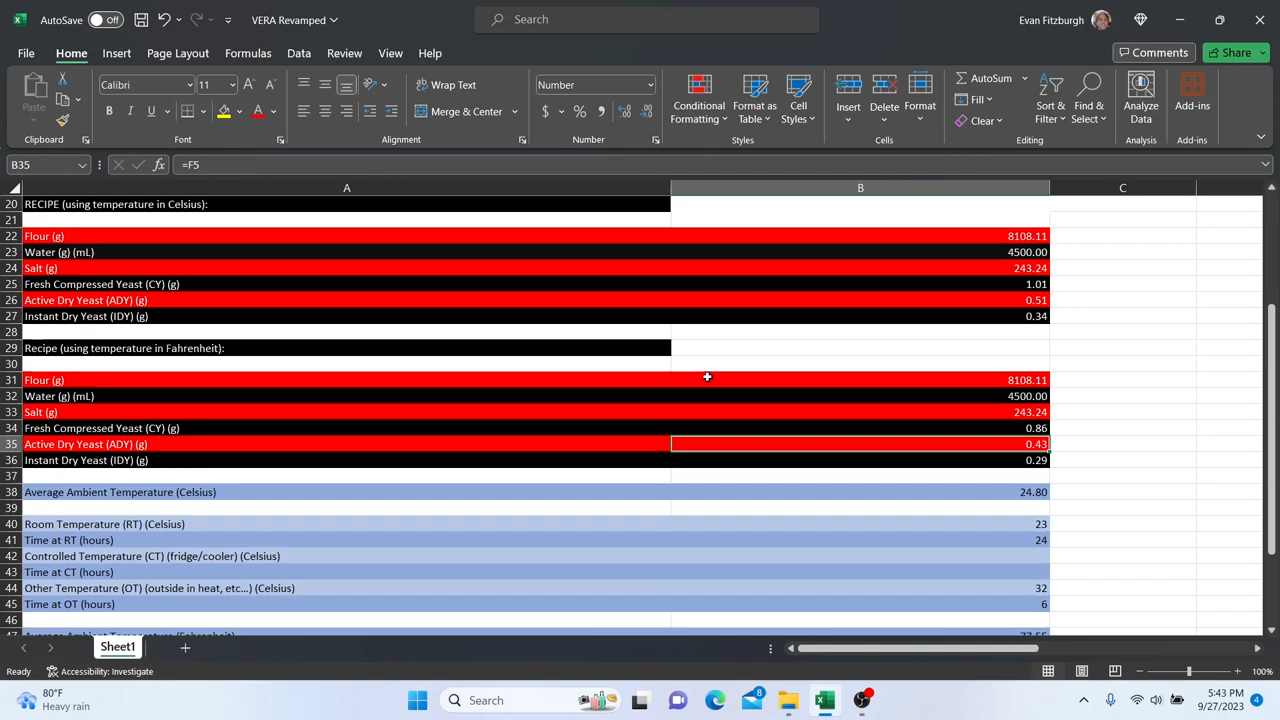 AutoSave Off VERA Revamped Search Evan Fitzburgh
File Home Insert Page Layout Formulas Data Review View Help Comments Share
Paste Calibri 11 Wrap Text Number Conditional Formatting Format as Table Cell Styles Insert Delete Format AutoSum Sort & Filter Find & Select Analyze Data Add-ins
B I U A Merge & Center $ % Fill Clear
Clipboard Font Alignment Number Styles Cells Editing Analysis Add-ins
B35 fx =F5
A B C
20 RECIPE (using temperature in Celsius):
21
22 Flour (g) 8108.11
23 Water (g) (mL) 4500.00
24 Salt (g) 243.24
25 Fresh Compressed Yeast (CY) (g) 1.01
26 Active Dry Yeast (ADY) (g) 0.51
27 Instant Dry Yeast (IDY) (g) 0.34
28
29 Recipe (using temperature in Fahrenheit):
30
31 Flour (g) 8108.11
32 Water (g) (mL) 4500.00
33 Salt (g) 243.24
34 Fresh Compressed Yeast (CY) (g) 0.86
35 Active Dry Yeast (ADY) (g) 0.43
36 Instant Dry Yeast (IDY) (g) 0.29
37
38 Average Ambient Temperature (Celsius) 24.80
39
40 Room Temperature (RT) (Celsius) 23
41 Time at RT (hours) 24
42 Controlled Temperature (CT) (fridge/cooler) (Celsius)
43 Time at CT (hours)
44 Other Temperature (OT) (outside in heat, etc...) (Celsius) 32
45 Time at OT (hours) 6
46
47 Average Ambient Temperature (Fahrenheit) 77.55
Sheet1
Ready Accessibility: Investigate 100%
80°F
Heavy rain
Search
8
5:43 PM
9/27/2023
4